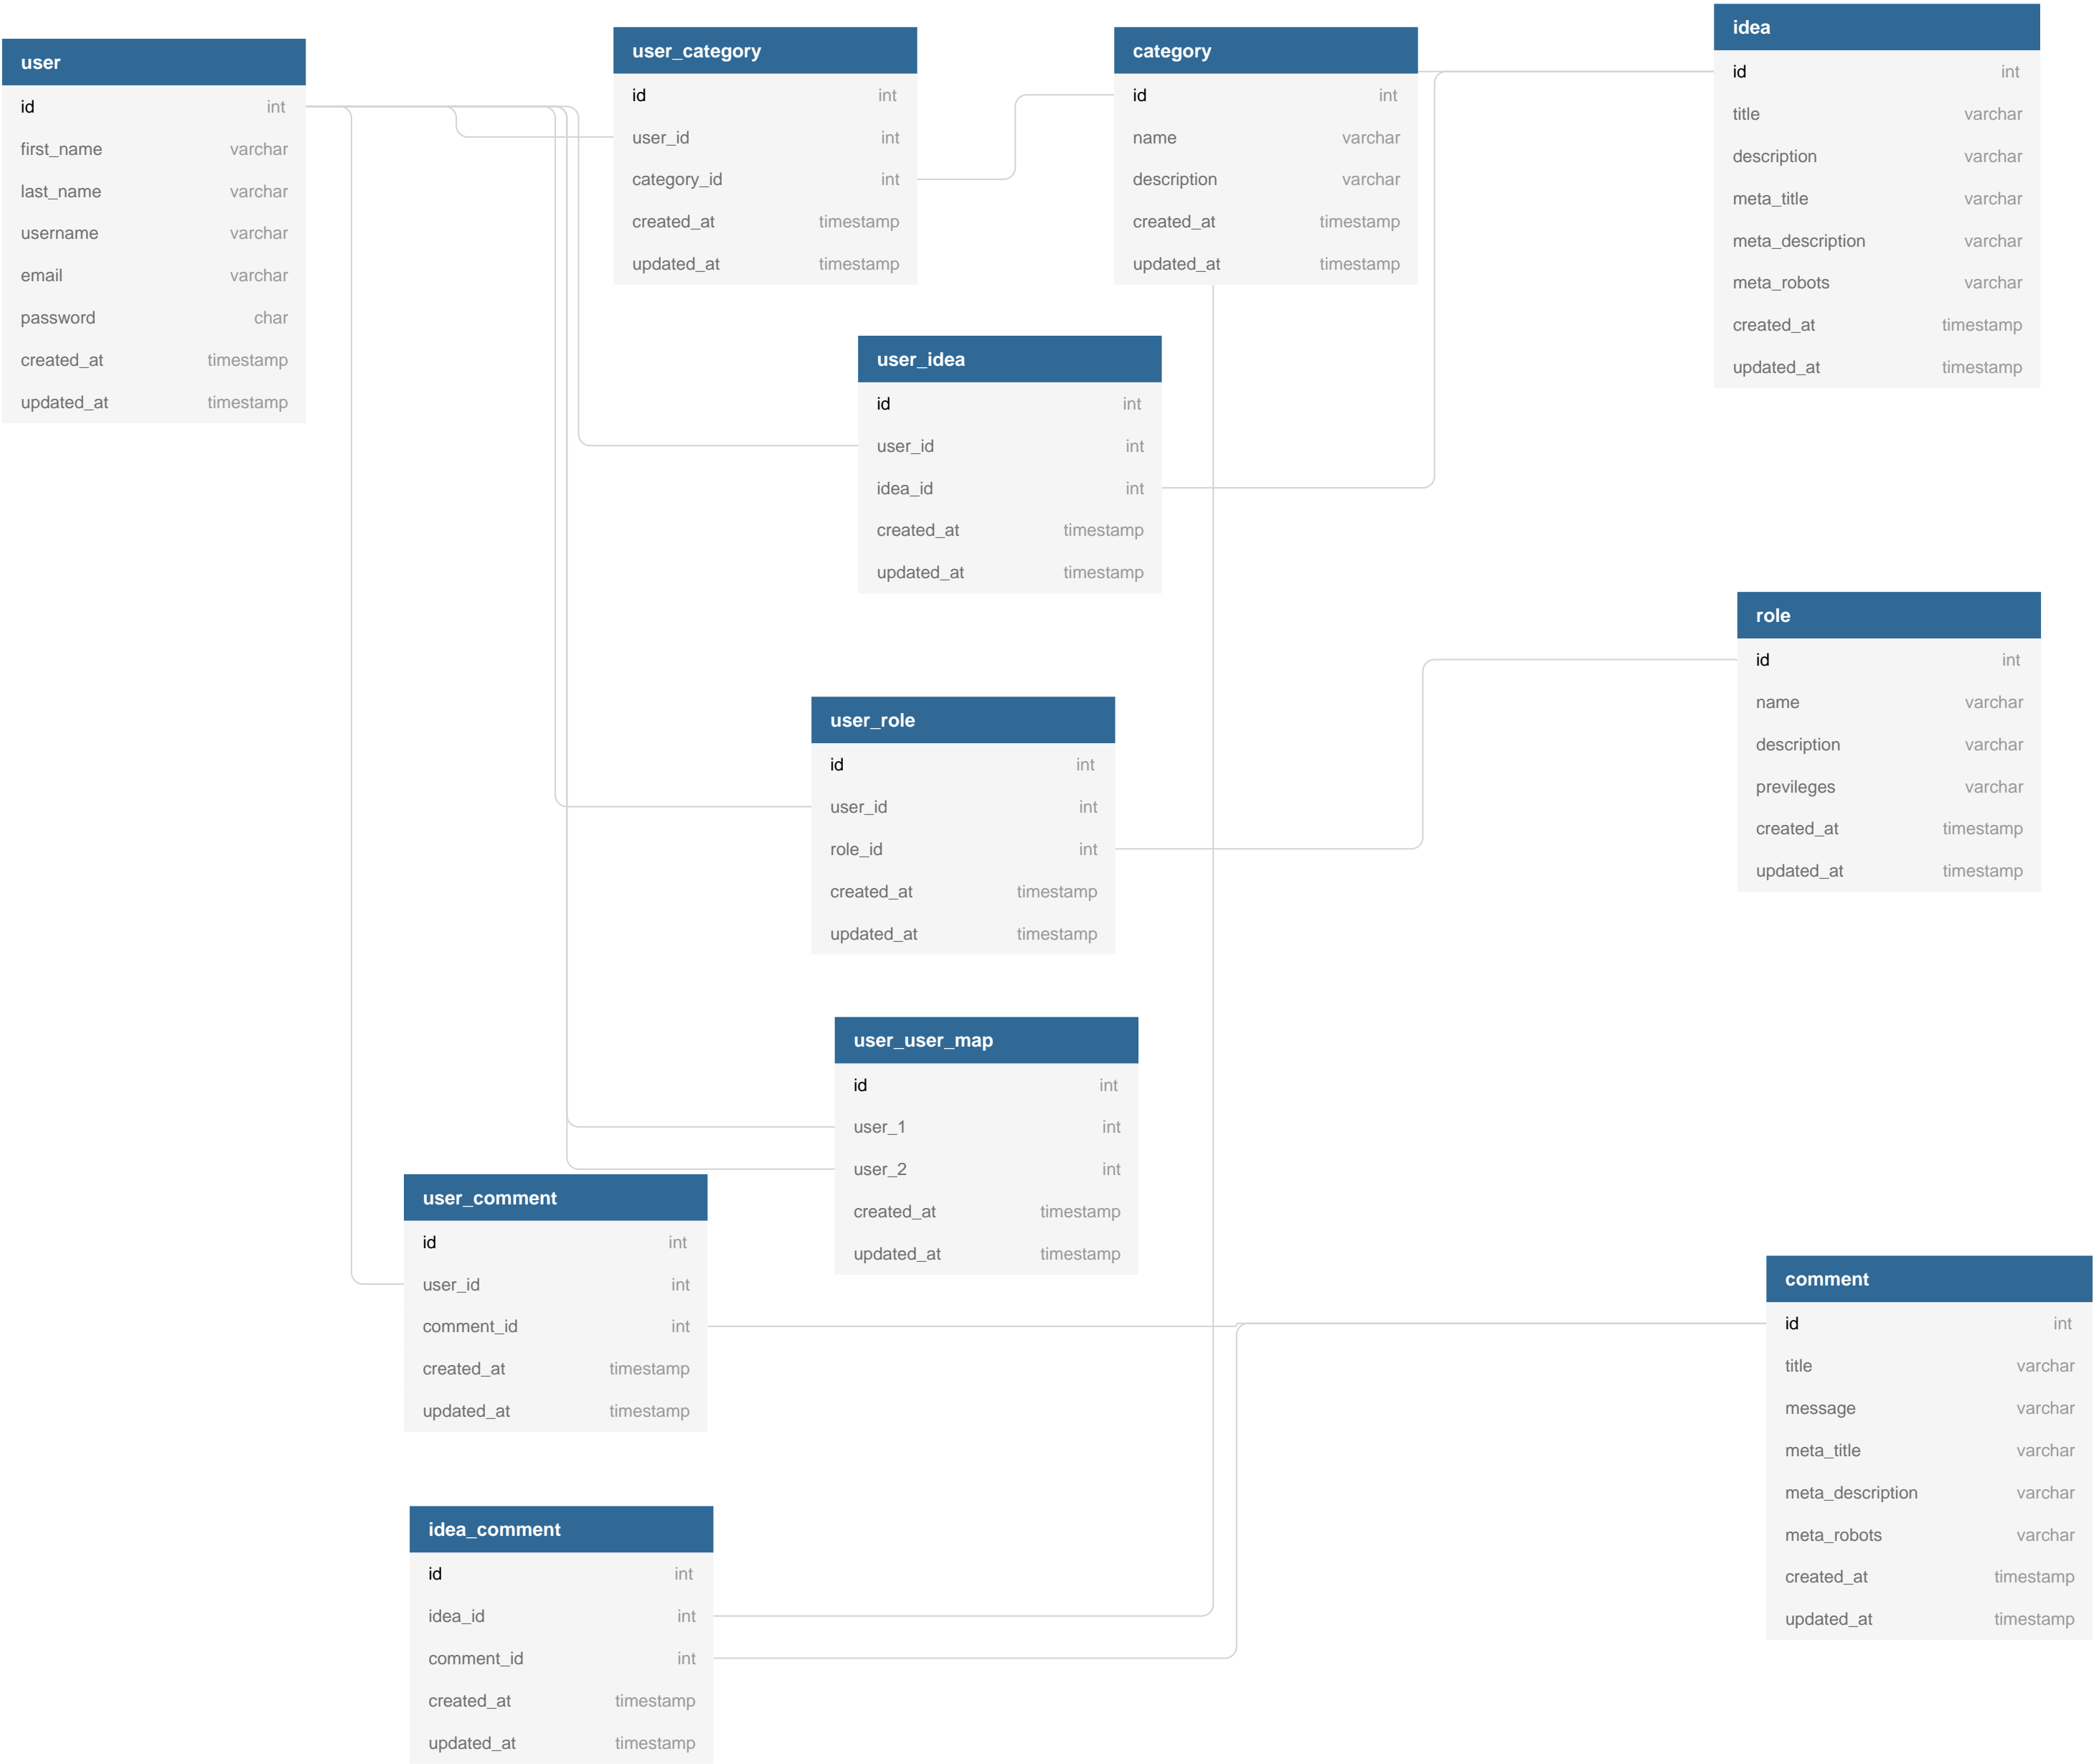 user
id int
first_name varchar
last_name varchar
username varchar
email varchar
password char
created_at timestamp
updated_at timestamp
user_category
id int
user_id int
category_id int
created_at timestamp
updated_at timestamp
category
id int
name varchar
description varchar
created_at timestamp
updated_at timestamp
idea
id int
title varchar
description varchar
meta_title varchar
meta_description varchar
meta_robots varchar
created_at timestamp
updated_at timestamp
user_idea
id int
user_id int
idea_id int
created_at timestamp
updated_at timestamp
role
id int
name varchar
description varchar
previleges varchar
created_at timestamp
updated_at timestamp
user_role
id int
user_id int
role_id int
created_at timestamp
updated_at timestamp
user_user_map
id int
user_1 int
user_2 int
created_at timestamp
updated_at timestamp
user_comment
id int
user_id int
comment_id int
created_at timestamp
updated_at timestamp
comment
id int
title varchar
message varchar
meta_title varchar
meta_description varchar
meta_robots varchar
created_at timestamp
updated_at timestamp
idea_comment
id int
idea_id int
comment_id int
created_at timestamp
updated_at timestamp